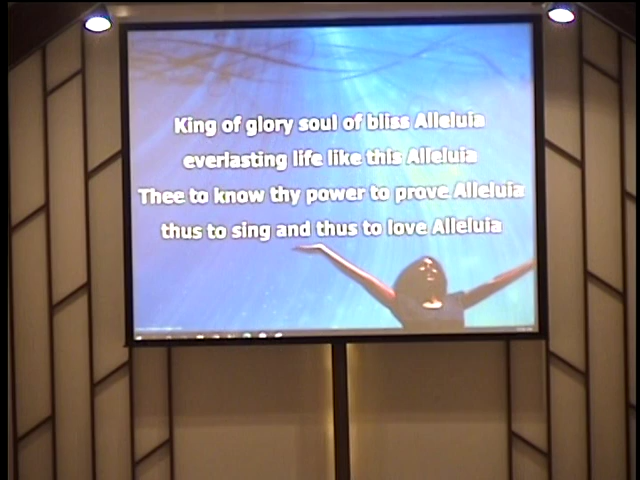 King of glory soul of bliss Alleluia
everlasting life like this Alleluia
Thee to know thy power to prove Alleluia
thus to sing and thus to love Alleluia